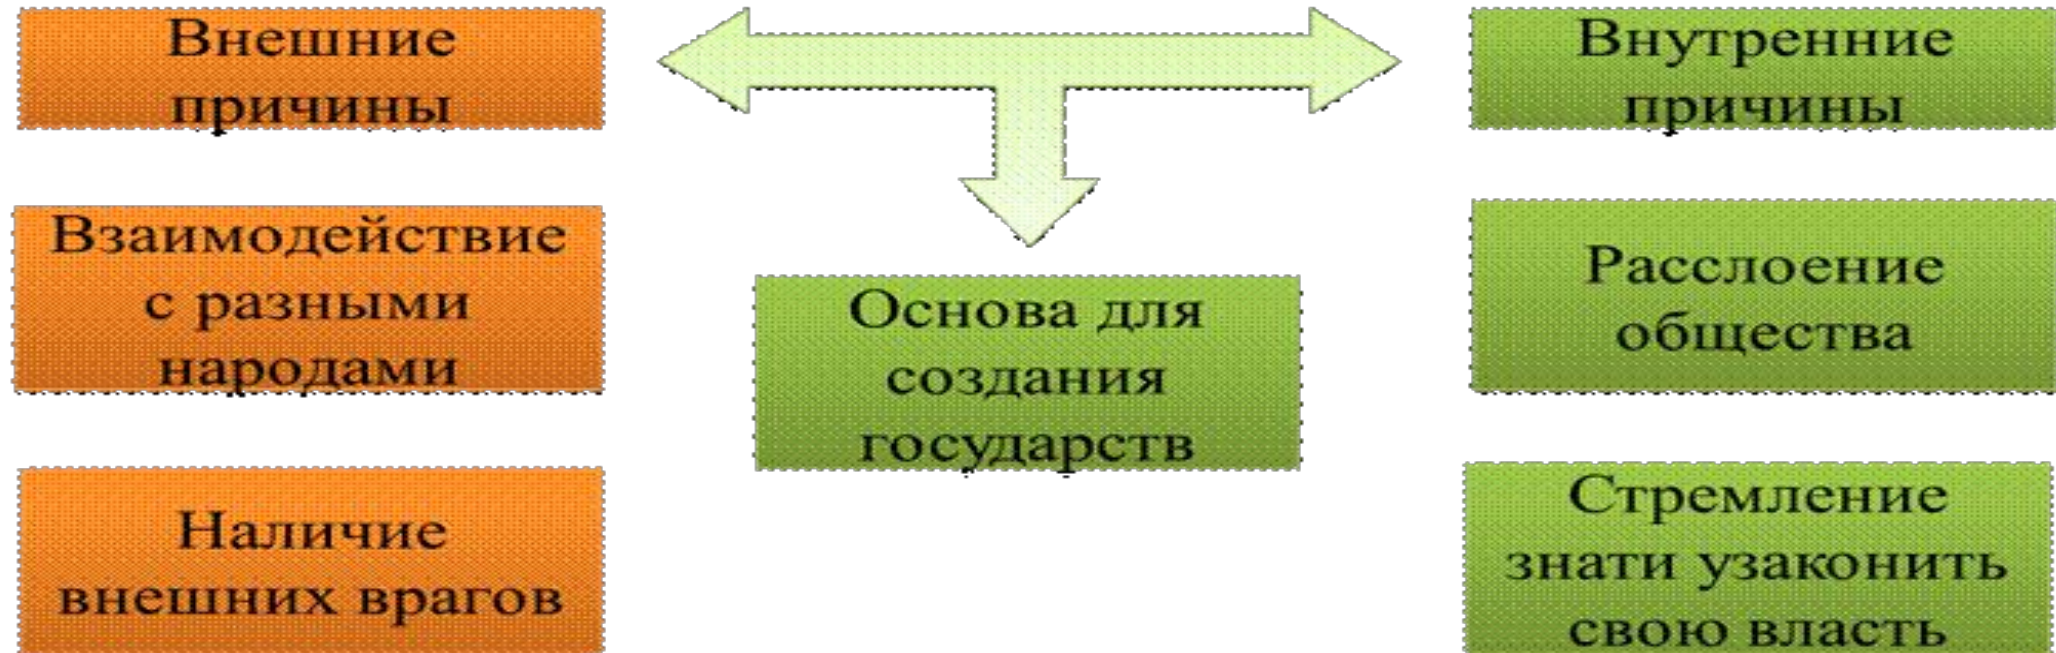 Внешние
причины
Взаимодействие
с разными
народами
Наличие
внешних врагов
Основа для
создания
государств
Внутренние
причины
Расслоение
общества
Стремление
знати узаконить
свою власть